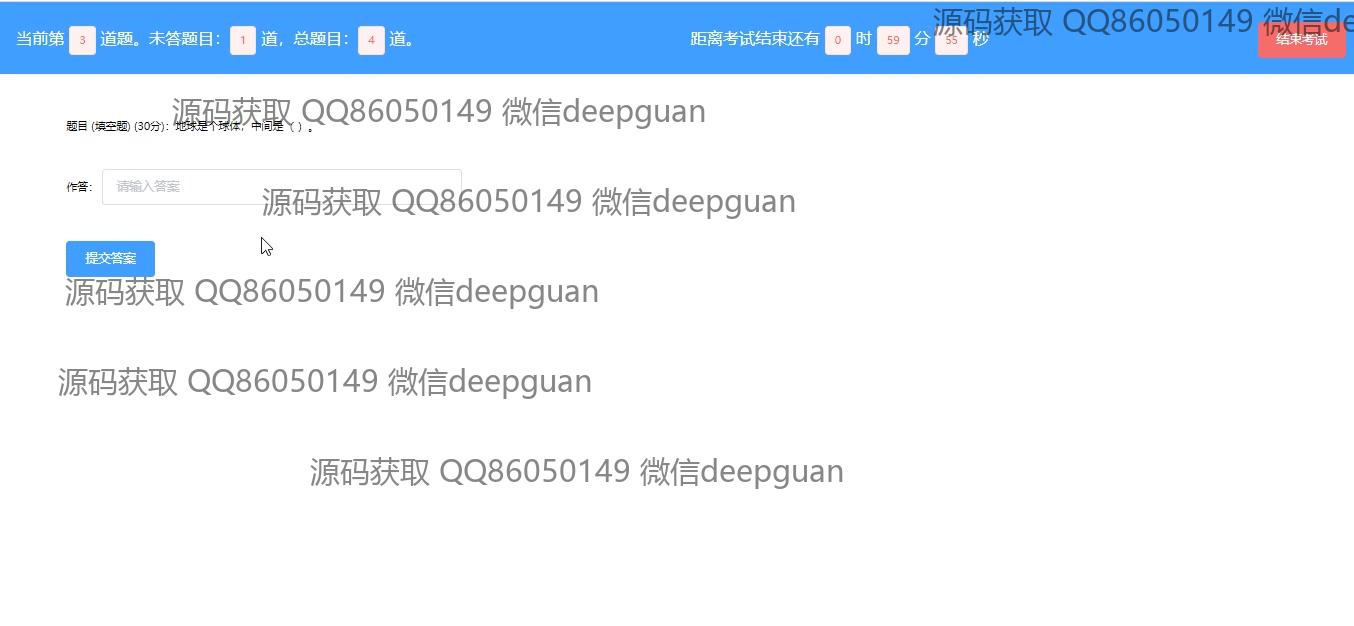 源码获取 QQ86050149 微信de
当前第 3 道题。未答题目： 1 道，总题目： 4 道。
距离考试结束还有 0 时 59 分 55 秒
结束考试
源码获取 QQ86050149 微信deepguan
题目 (填空题) (30分)：地球是个球体，中间是（ ）。
作答： 请输入答案
源码获取 QQ86050149 微信deepguan
提交答案
源码获取 QQ86050149 微信deepguan
源码获取 QQ86050149 微信deepguan
源码获取 QQ86050149 微信deepguan